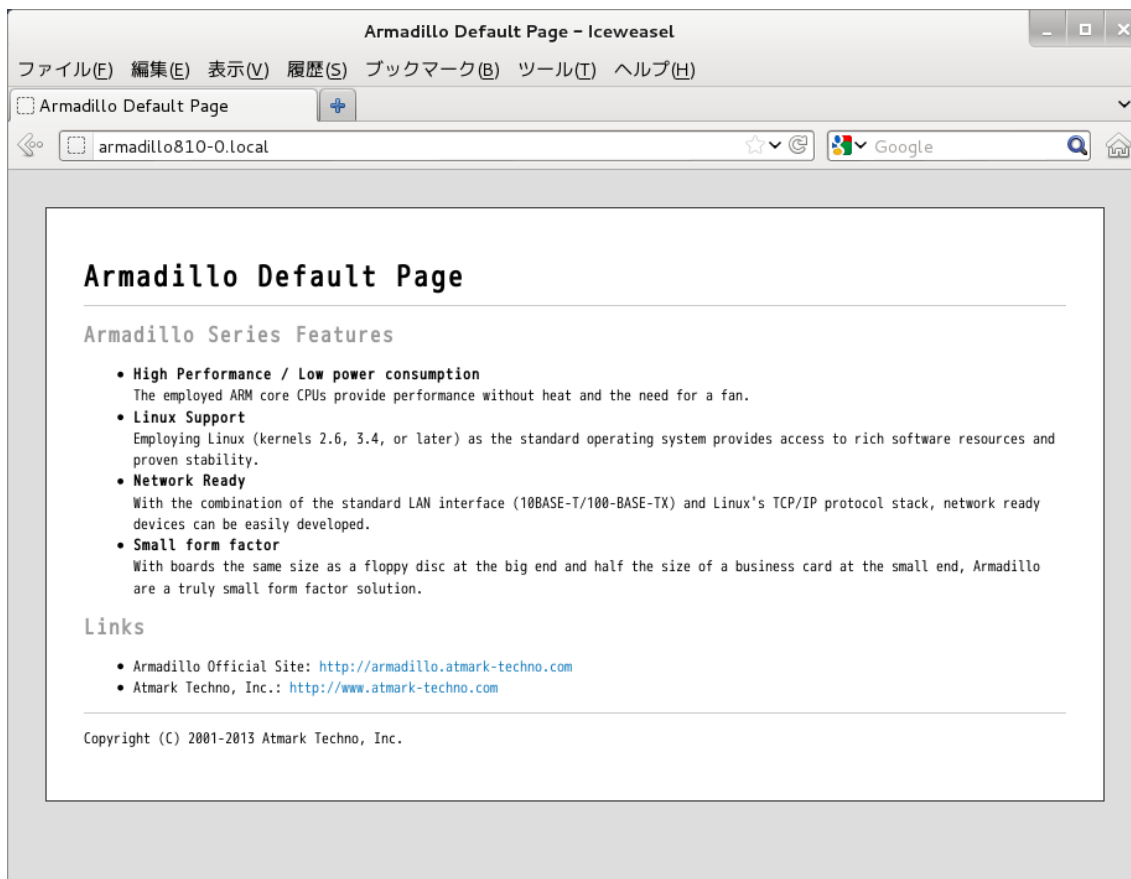 Armadillo Default Page – Iceweasel
ファイル(F) 編集(E) 表示(V) 履歴(S) ブックマーク(B) ツール(T) ヘルプ(H)
Armadillo Default Page
armadillo810-0.local
Google
Armadillo Default Page
Armadillo Series Features
• High Performance / Low power consumption
The employed ARM core CPUs provide performance without heat and the need for a fan.
• Linux Support
Employing Linux (kernels 2.6, 3.4, or later) as the standard operating system provides access to rich software resources and
proven stability.
• Network Ready
With the combination of the standard LAN interface (10BASE-T/100-BASE-TX) and Linux's TCP/IP protocol stack, network ready
devices can be easily developed.
• Small form factor
With boards the same size as a floppy disc at the big end and half the size of a business card at the small end, Armadillo
are a truly small form factor solution.
Links
• Armadillo Official Site: http://armadillo.atmark-techno.com
• Atmark Techno, Inc.: http://www.atmark-techno.com
Copyright (C) 2001-2013 Atmark Techno, Inc.